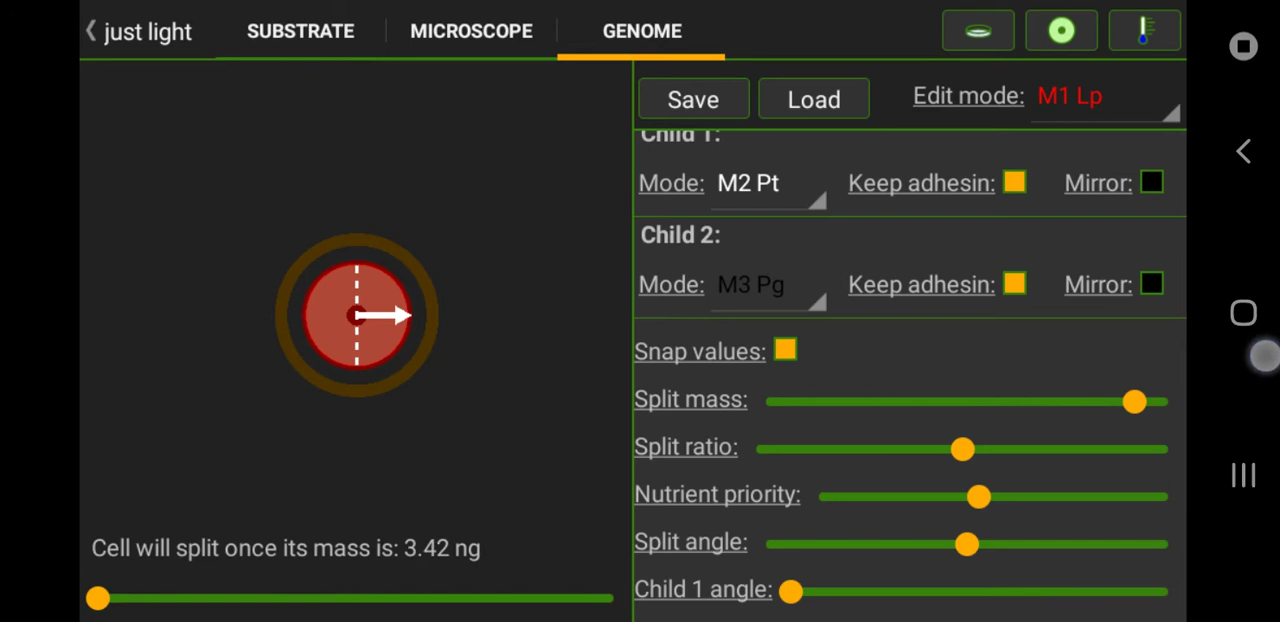 just light
SUBSTRATE
MICROSCOPE
GENOME
Save
Load
Edit mode: M1 Lp
Child 1:
Mode: M2 Pt
Keep adhesin:
Mirror:
Child 2:
Mode: M3 Pg
Keep adhesin:
Mirror:
Snap values:
Split mass:
Split ratio:
Nutrient priority:
Split angle:
Child 1 angle:
Cell will split once its mass is: 3.42 ng